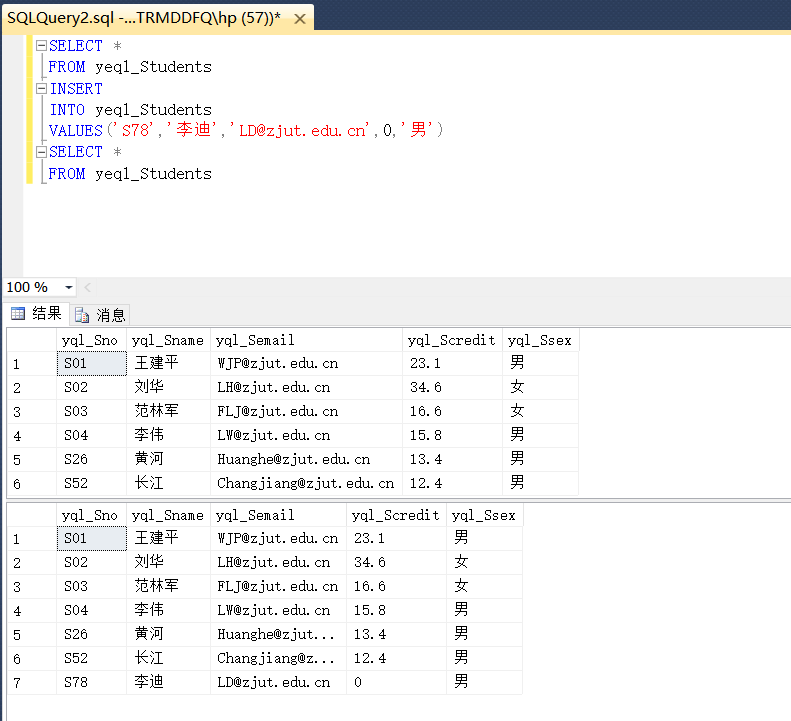 SQLQuery2.sql -...TRMDDFQ\hp (57))* ×
SELECT *
FROM yeql_Students
INSERT
INTO yeql_Students
VALUES('S78','李迪','LD@zjut.edu.cn',0,'男')
SELECT *
FROM yeql_Students
100 %
结果 消息
yql_Sno yql_Sname yql_Semail yql_Scredit yql_Ssex
1 S01 王建平 WJP@zjut.edu.cn 23.1 男
2 S02 刘华 LH@zjut.edu.cn 34.6 女
3 S03 范林军 FLJ@zjut.edu.cn 16.6 女
4 S04 李伟 LW@zjut.edu.cn 15.8 男
5 S26 黄河 Huanghe@zjut.edu.cn 13.4 男
6 S52 长江 Changjiang@zjut.edu.cn 12.4 男
yql_Sno yql_Sname yql_Semail yql_Scredit yql_Ssex
1 S01 王建平 WJP@zjut.edu.cn 23.1 男
2 S02 刘华 LH@zjut.edu.cn 34.6 女
3 S03 范林军 FLJ@zjut.edu.cn 16.6 女
4 S04 李伟 LW@zjut.edu.cn 15.8 男
5 S26 黄河 Huanghe@zjut... 13.4 男
6 S52 长江 Changjiang@z... 12.4 男
7 S78 李迪 LD@zjut.edu.cn 0 男